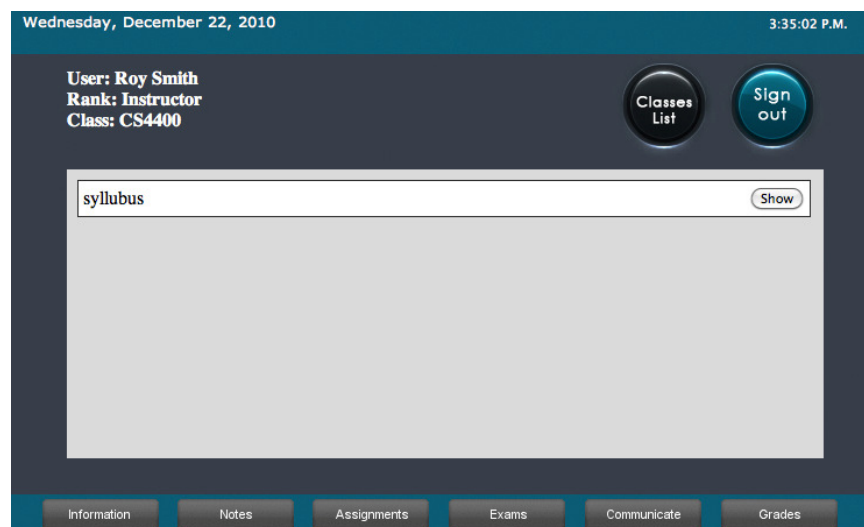 Wednesday, December 22, 2010
3:35:02 P.M.
User: Roy Smith
Rank: Instructor
Class: CS4400
Classes
List
Sign
out
syllubus
Show
Information
Notes
Assignments
Exams
Communicate
Grades